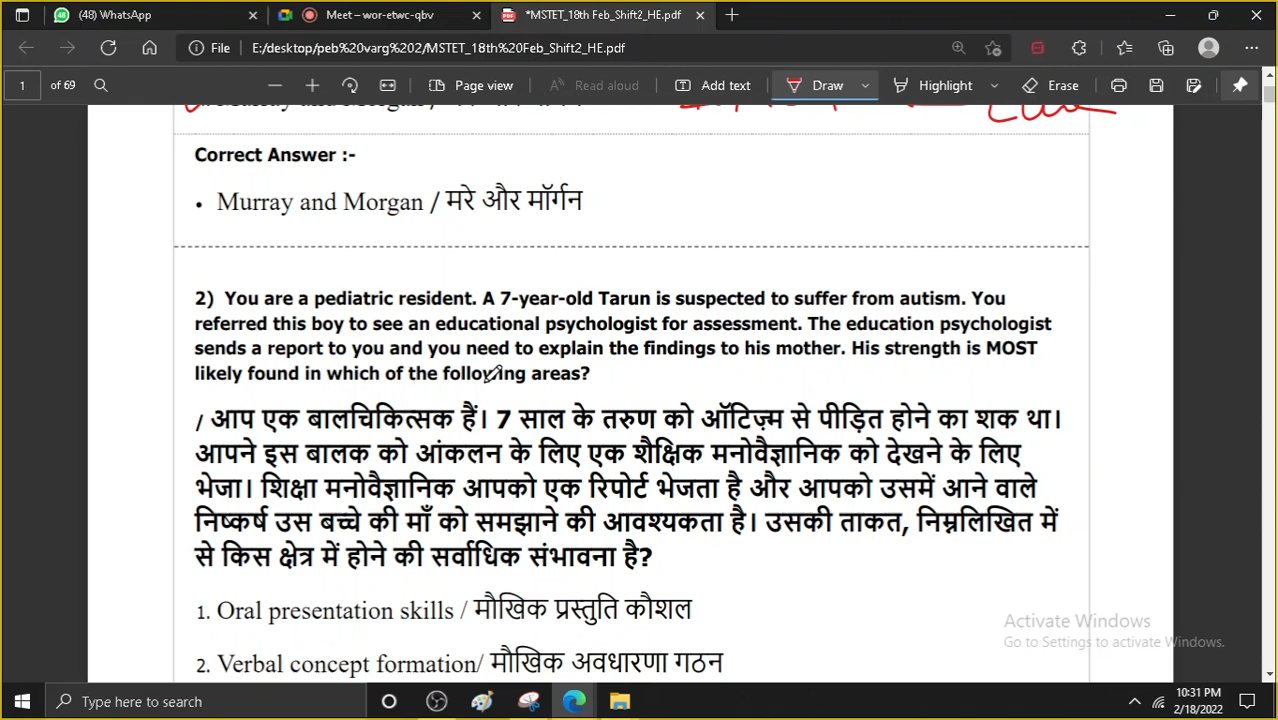 (48) WhatsApp
Meet – wor-etwc-qbv
*MSTET_18th Feb_Shift2_HE.pdf
File
E:/desktop/peb%20varg%202/MSTET_18th%20Feb_Shift2_HE.pdf
1 of 69
Page view
Read aloud
Add text
Draw
Highlight
Erase
Correct Answer :-
• Murray and Morgan / मरे और मॉर्गन
2) You are a pediatric resident. A 7-year-old Tarun is suspected to suffer from autism. You
referred this boy to see an educational psychologist for assessment. The education psychologist
sends a report to you and you need to explain the findings to his mother. His strength is MOST
likely found in which of the following areas?
/ आप एक बालचिकित्सक हैं। 7 साल के तरुण को ऑटिज़्म से पीड़ित होने का शक था।
आपने इस बालक को आंकलन के लिए एक शैक्षिक मनोवैज्ञानिक को देखने के लिए
भेजा। शिक्षा मनोवैज्ञानिक आपको एक रिपोर्ट भेजता है और आपको उसमें आने वाले
निष्कर्ष उस बच्चे की माँ को समझाने की आवश्यकता है। उसकी ताकत, निम्नलिखित में
से किस क्षेत्र में होने की सर्वाधिक संभावना है?
1. Oral presentation skills / मौखिक प्रस्तुति कौशल
2. Verbal concept formation/ मौखिक अवधारणा गठन
Activate Windows
Go to Settings to activate Windows.
Type here to search
10:31 PM
2/18/2022